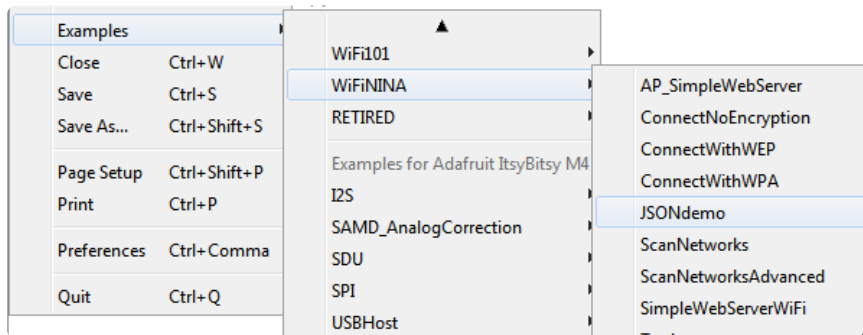 Examples
Close Ctrl+W
Save Ctrl+S
Save As... Ctrl+Shift+S
Page Setup Ctrl+Shift+P
Print Ctrl+P
Preferences Ctrl+Comma
Quit Ctrl+Q
WiFi101
WiFiNINA
RETIRED
Examples for Adafruit ItsyBitsy M4
I2S
SAMD_AnalogCorrection
SDU
SPI
USBHost
AP_SimpleWebServer
ConnectNoEncryption
ConnectWithWEP
ConnectWithWPA
JSONdemo
ScanNetworks
ScanNetworksAdvanced
SimpleWebServerWiFi